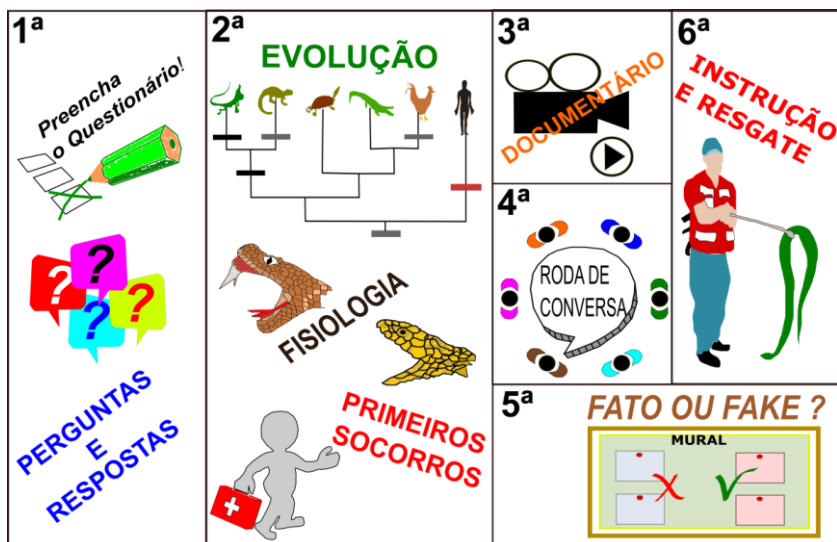 1ª
Preencha
o Questionário!
?
?
?
?
PERGUNTAS
E
RESPOSTAS
2ª
EVOLUÇÃO
FISIOLOGIA
PRIMEIROS
SOCORROS
3ª
DOCUMENTÁRIO
4ª
RODA DE
CONVERSA
5ª
FATO OU FAKE ?
MURAL
6ª
INSTRUÇÃO
E RESGATE